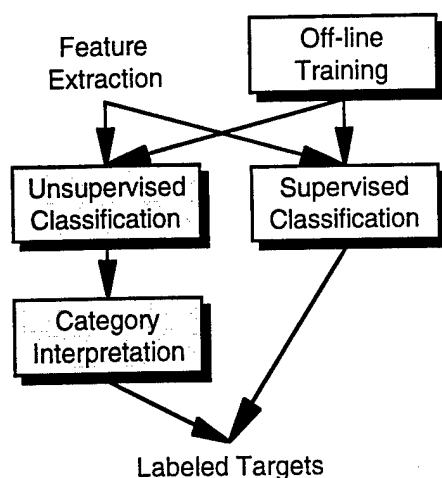 Feature
Extraction
Off-line
Training
Unsupervised
Classification
Supervised
Classification
Category
Interpretation
Labeled Targets